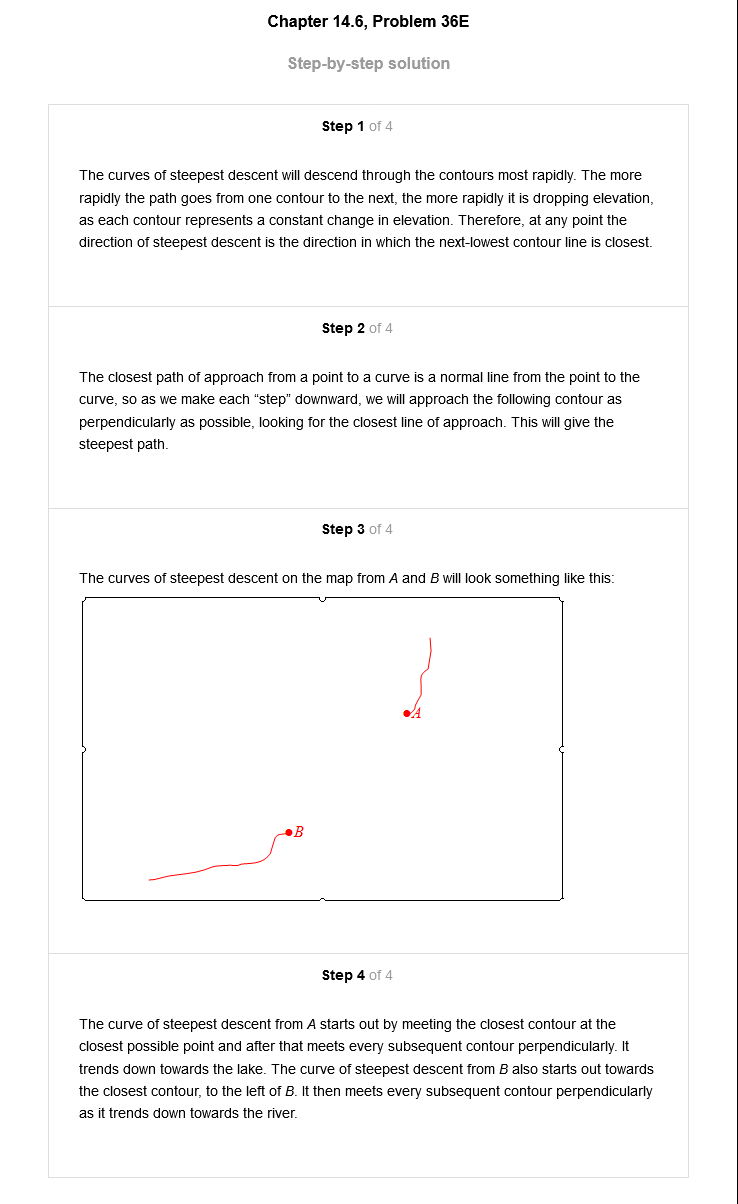 Chapter 14.6, Problem 36E
Step-by-step solution
Step 1 of 4
The curves of steepest descent will descend through the contours most rapidly. The more
rapidly the path goes from one contour to the next, the more rapidly it is dropping elevation,
as each contour represents a constant change in elevation. Therefore, at any point the
direction of steepest descent is the direction in which the next-lowest contour line is closest.
Step 2 of 4
The closest path of approach from a point to a curve is a normal line from the point to the
curve, so as we make each “step” downward, we will approach the following contour as
perpendicularly as possible, looking for the closest line of approach. This will give the
steepest path.
Step 3 of 4
The curves of steepest descent on the map from A and B will look something like this:
A
B
Step 4 of 4
The curve of steepest descent from A starts out by meeting the closest contour at the
closest possible point and after that meets every subsequent contour perpendicularly. It
trends down towards the lake. The curve of steepest descent from B also starts out towards
the closest contour, to the left of B. It then meets every subsequent contour perpendicularly
as it trends down towards the river.